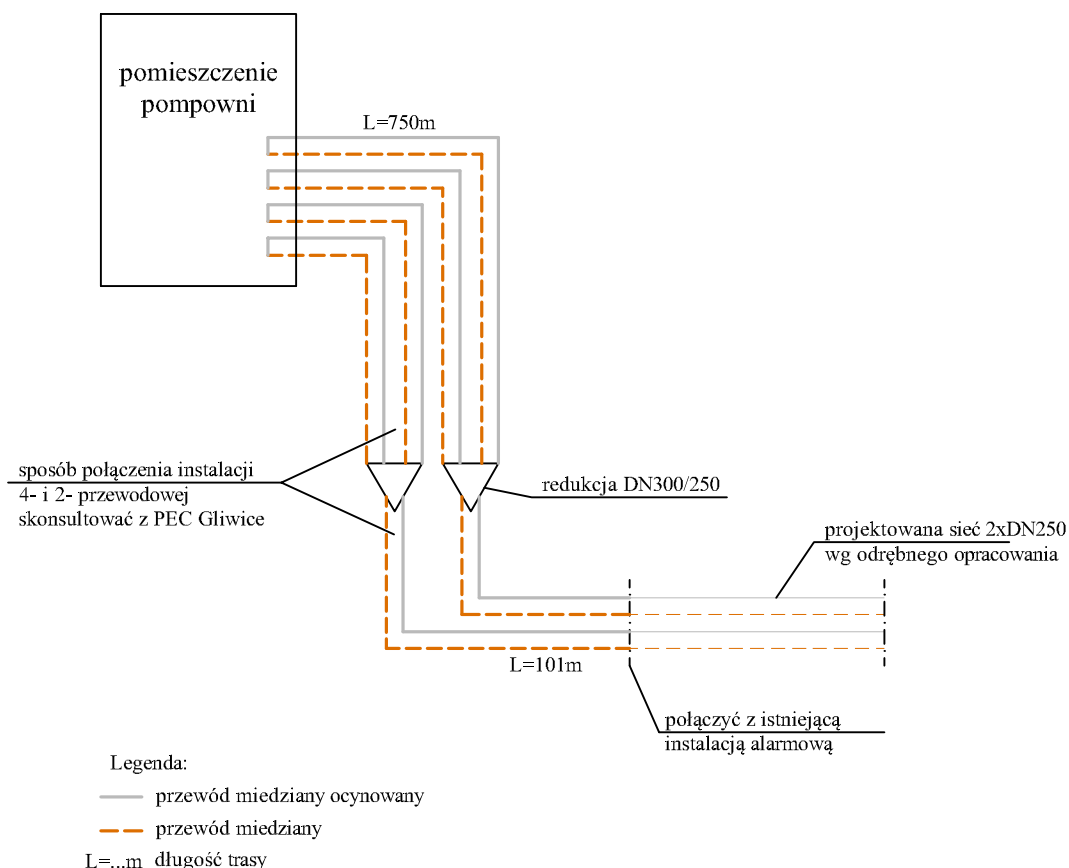 pomieszczenie
pompowni
L=750m
sposób połączenia instalacji
4- i 2- przewodowej
skonsultować z PEC Gliwice
redukcja DN300/250
projektowana sieć 2xDN250
wg odrębnego opracowania
L=101m
połączyć z istniejącą
instalacją alarmową
Legenda:
przewód miedziany ocynowany
przewód miedziany
L=...m długość trasy